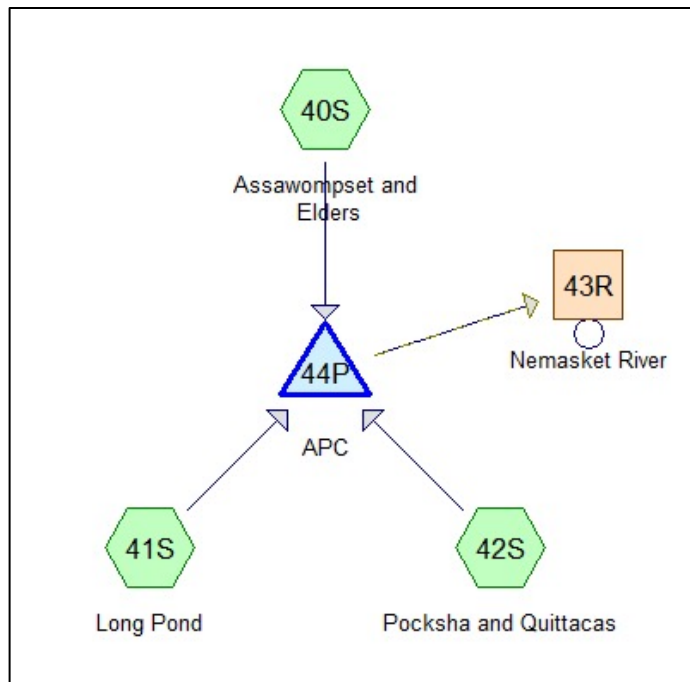 40S
Assawompset and
Elders
43R
Nemasket River
44P
APC
41S
42S
Long Pond
Pocksha and Quittacas